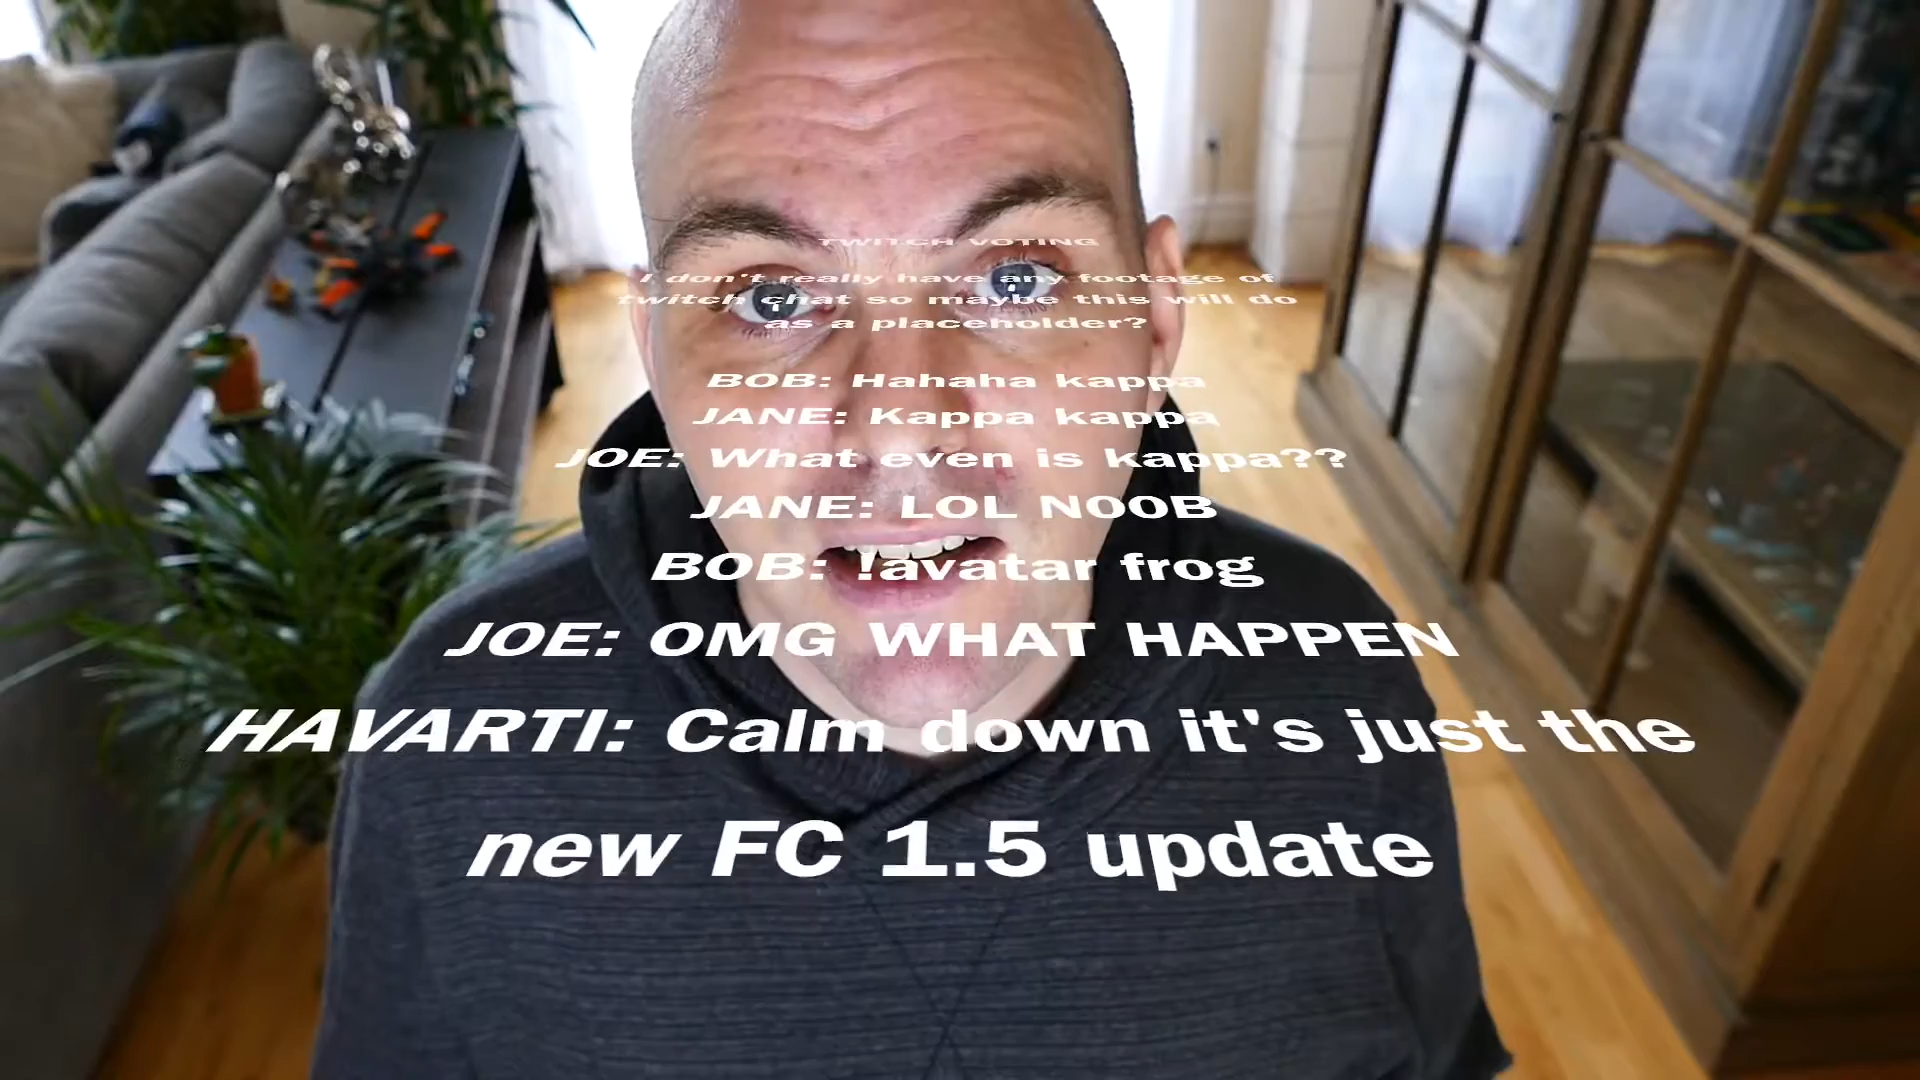 TWITCH VOTING
I don't really have any footage of
twitch chat so maybe this will do
as a placeholder?
BOB: Hahaha kappa
JANE: Kappa kappa
JOE: What even is kappa??
JANE: LOL NOOB
BOB: !avatar frog
JOE: OMG WHAT HAPPEN
HAVARTI: Calm down it's just the
new FC 1.5 update